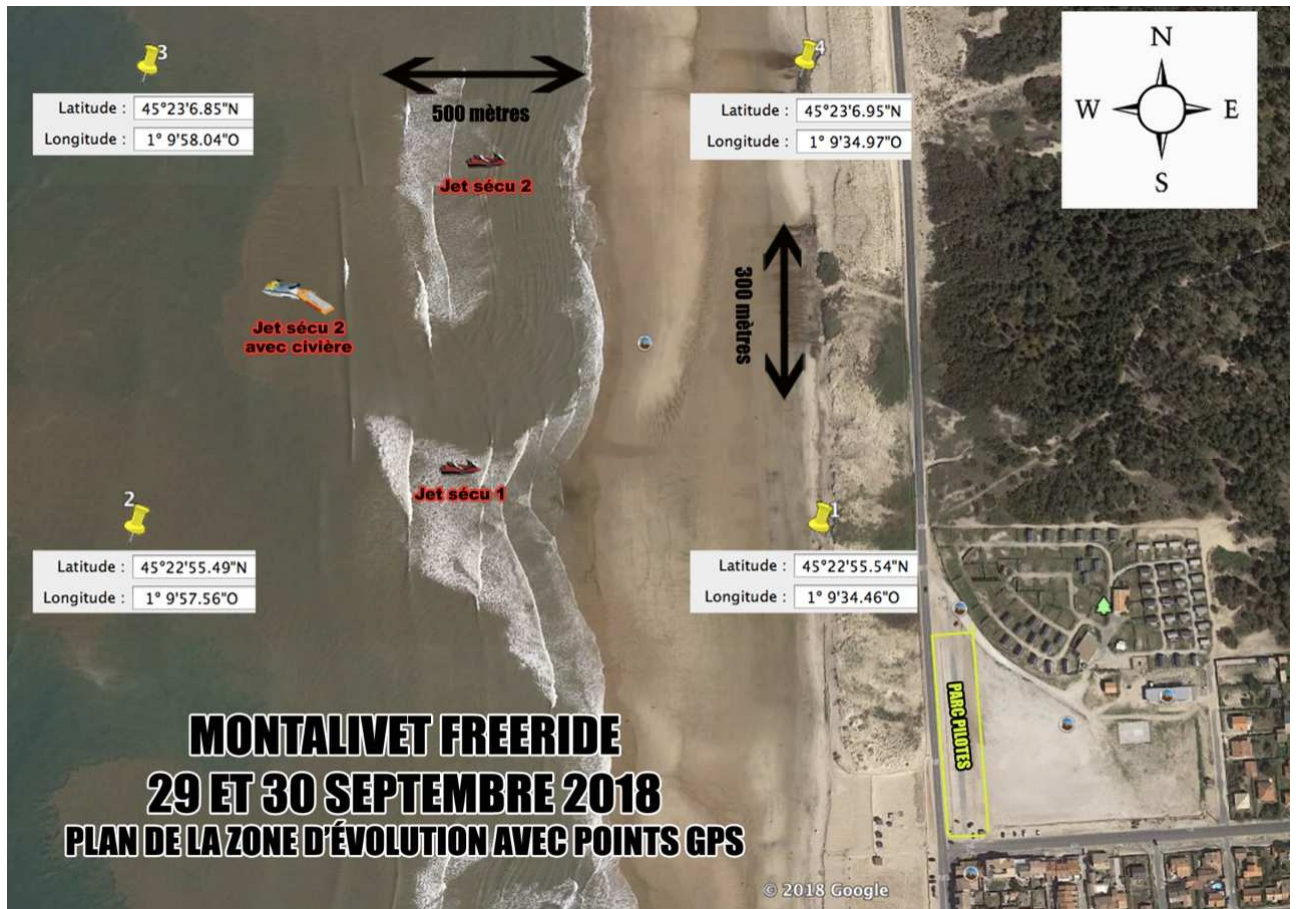 3
Latitude : 45°23'6.85"N
Longitude : 1° 9'58.04"O
500 mètres
4
Latitude : 45°23'6.95"N
Longitude : 1° 9'34.97"O
N
W
E
S
Jet sécu 2
300 mètres
Jet sécu 2
avec civière
Jet sécu 1
2
Latitude : 45°22'55.49"N
Longitude : 1° 9'57.56"O
1
Latitude : 45°22'55.54"N
Longitude : 1° 9'34.46"O
PARC PILOTES
MONTALIVET FREERIDE
29 ET 30 SEPTEMBRE 2018
PLAN DE LA ZONE D'ÉVOLUTION AVEC POINTS GPS
© 2018 Google